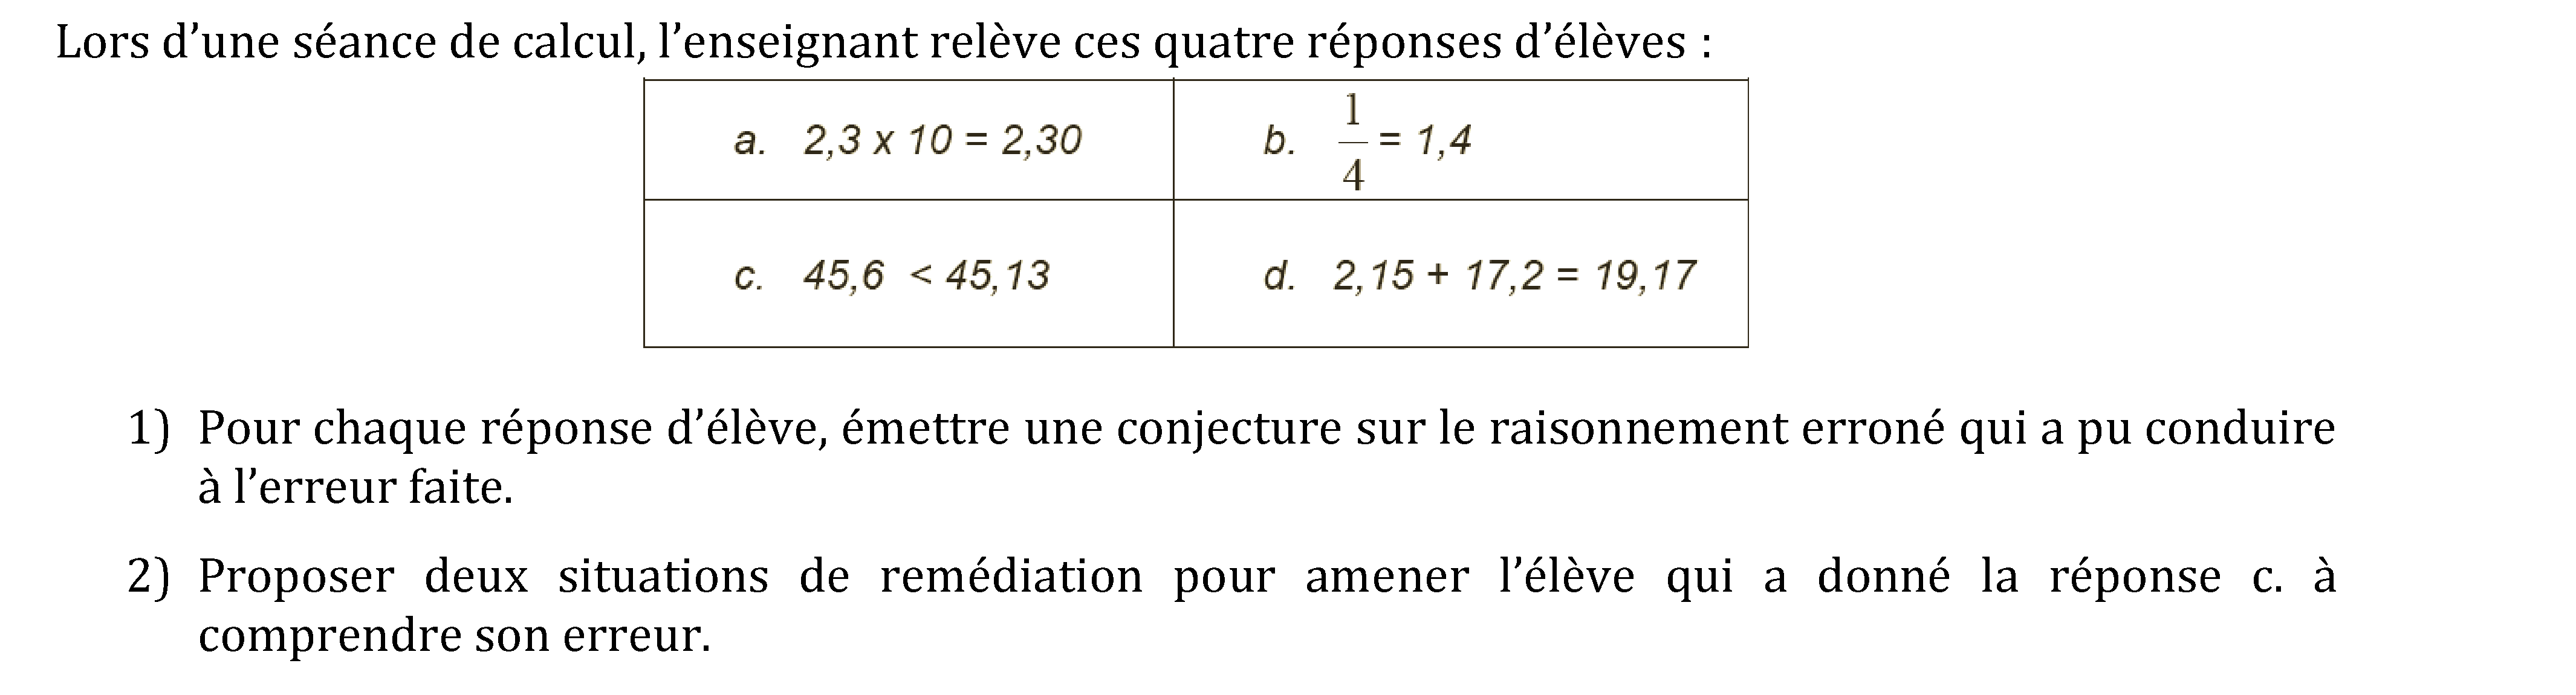 Lors d’une séance de calcul, l’enseignant relève ces quatre réponses d’élèves :
a. 2,3 x 10 = 2,30
b. 1/4 = 1,4
c. 45,6 < 45,13
d. 2,15 + 17,2 = 19,17
1) Pour chaque réponse d’élève, émettre une conjecture sur le raisonnement erroné qui a pu conduire
à l’erreur faite.
2) Proposer deux situations de remédiation pour amener l’élève qui a donné la réponse c. à
comprendre son erreur.